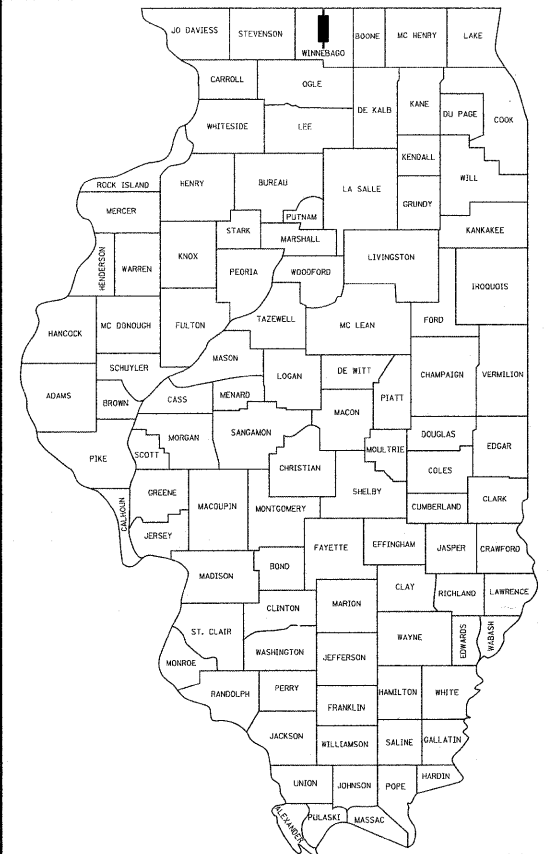 JO DAVIESS
STEVENSON
WINNEBAGO
BOONE
MC HENRY
LAKE
CARROLL
OGLE
DE KALB
KANE
DU PAGE
COOK
WHITESIDE
LEE
KENDALL
WILL
ROCK ISLAND
HENRY
BUREAU
LA SALLE
GRUNDY
MERCER
PUTNAM
STARK
MARSHALL
KANKAKEE
HENDERSON
WARREN
KNOX
PEORIA
WOODFORD
LIVINGSTON
IROQUOIS
HANCOCK
MC DONOUGH
FULTON
TAZEWELL
MC LEAN
FORD
MASON
SCHUYLER
LOGAN
DE WITT
CHAMPAIGN
VERMILION
ADAMS
BROWN
CASS
MENARD
MACON
PIATT
MORGAN
SANGAMON
MOULTRIE
DOUGLAS
EDGAR
PIKE
SCOTT
CHRISTIAN
COLES
SHELBY
GREENE
MACOUPIN
MONTGOMERY
CUMBERLAND
CLARK
CALHOUN
JERSEY
FAYETTE
EFFINGHAM
JASPER
CRAWFORD
BOND
MADISON
CLAY
RICHLAND
LAWRENCE
CLINTON
MARION
ST. CLAIR
WAYNE
EDWARDS
WABASH
WASHINGTON
JEFFERSON
MONROE
RANDOLPH
PERRY
HAMILTON
WHITE
FRANKLIN
JACKSON
WILLIAMSON
SALINE
GALLATIN
UNION
JOHNSON
POPE
HARDIN
ALEXANDER
PULASKI
MASSAC